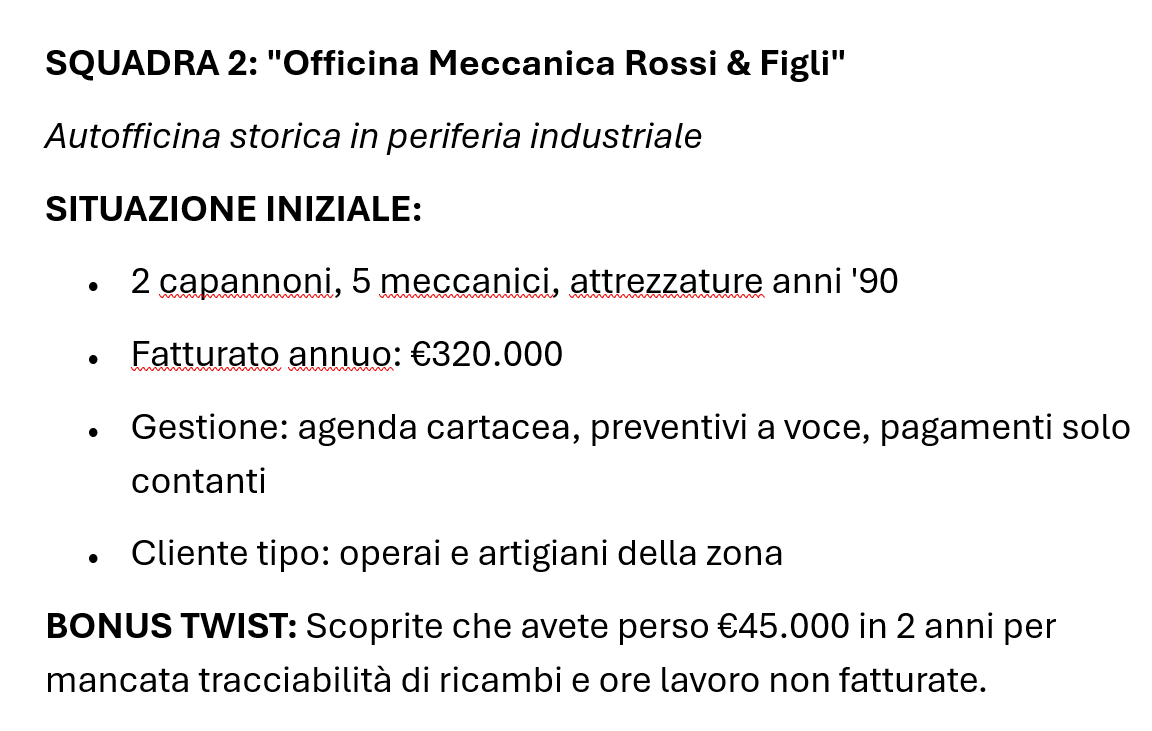 SQUADRA 2: "Officina Meccanica Rossi & Figli"
Autofficina storica in periferia industriale
SITUAZIONE INIZIALE:
• 2 capannoni, 5 meccanici, attrezzature anni '90
• Fatturato annuo: €320.000
• Gestione: agenda cartacea, preventivi a voce, pagamenti solo
contanti
• Cliente tipo: operai e artigiani della zona
BONUS TWIST: Scoprite che avete perso €45.000 in 2 anni per
mancata tracciabilità di ricambi e ore lavoro non fatturate.